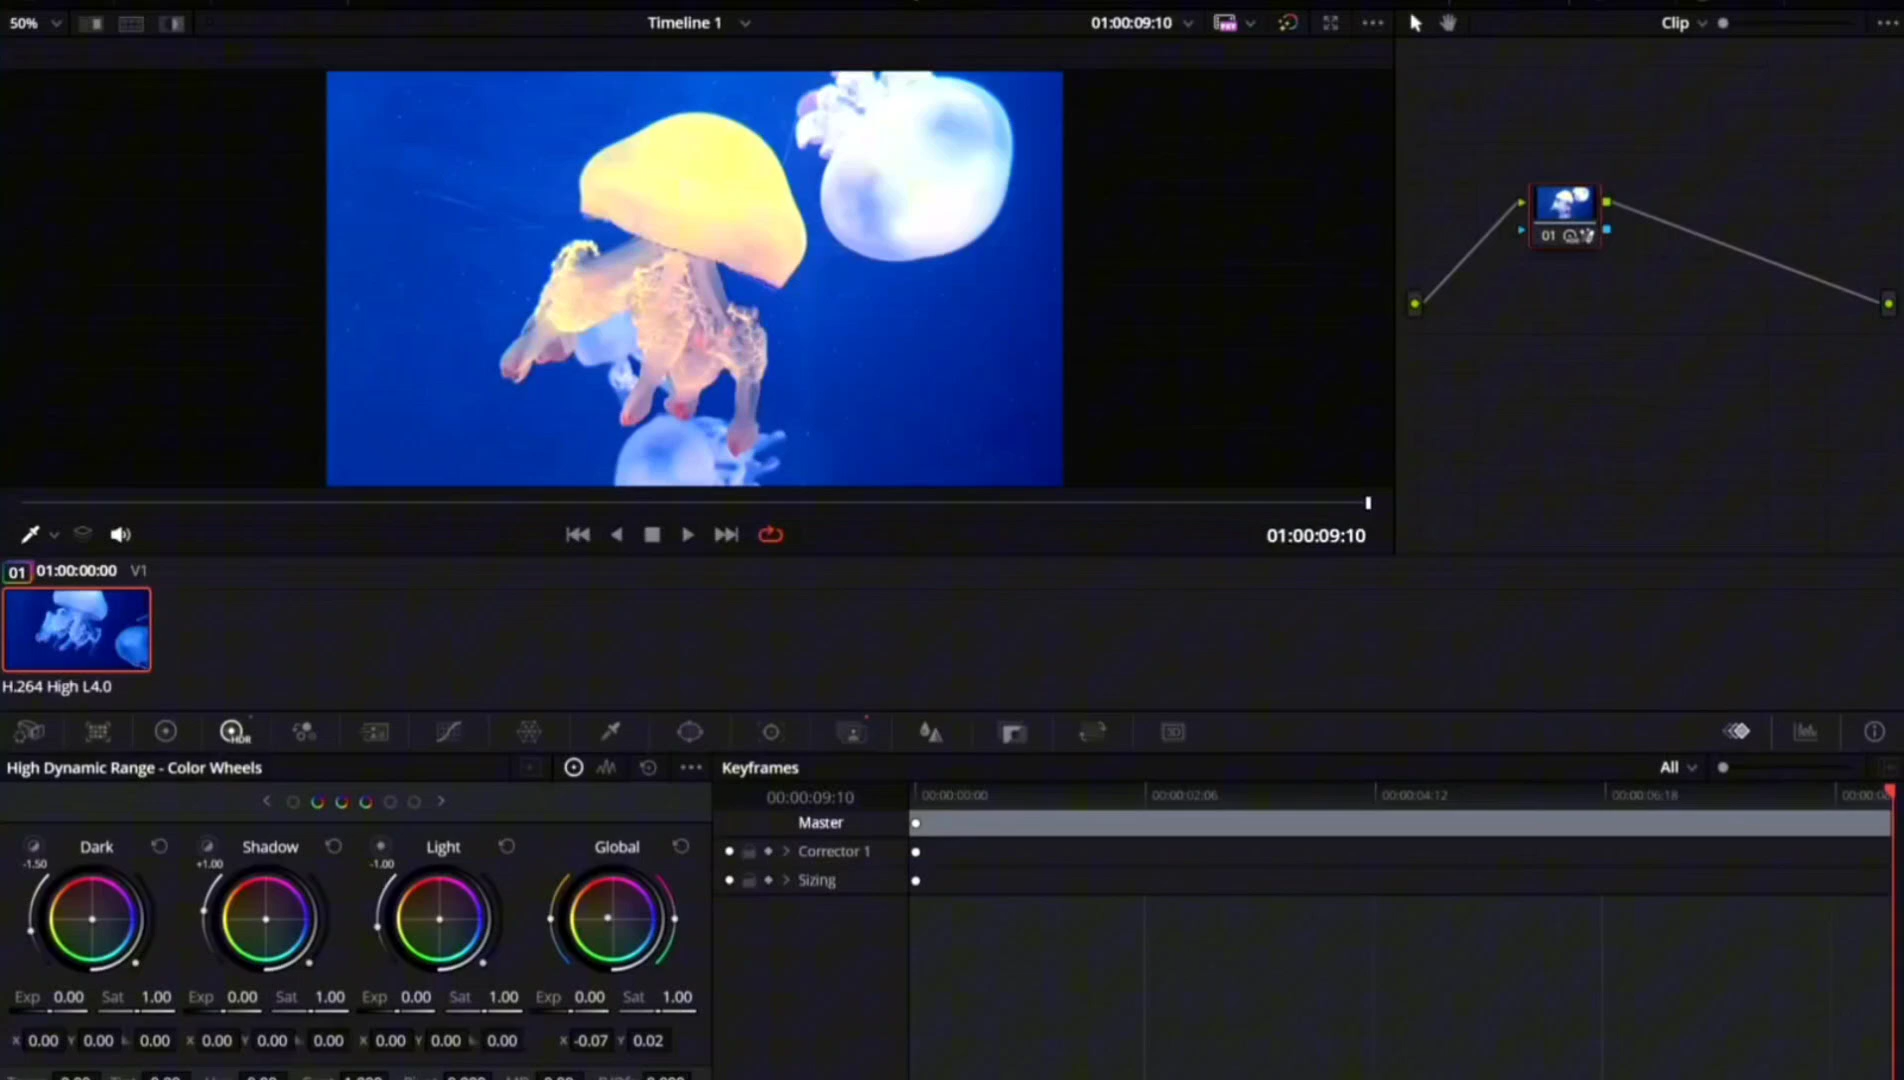 50% Timeline 1 01:00:09:10 Clip
01
01:00:09:10
01 01:00:00:00 V1
H.264 High L4.0
HDR
3D
High Dynamic Range - Color Wheels
Keyframes All
00:00:09:10 00:00:00:00 00:00:02:06 00:00:04:12 00:00:06:18
Master
Dark Shadow Light Global
-1.50 +1.00 -1.00
Corrector 1
Sizing
Exp 0.00 Sat 1.00 Exp 0.00 Sat 1.00 Exp 0.00 Sat 1.00 Exp 0.00 Sat 1.00
X 0.00 Y 0.00 0.00 X 0.00 Y 0.00 0.00 X 0.00 Y 0.00 0.00 X -0.07 Y 0.02